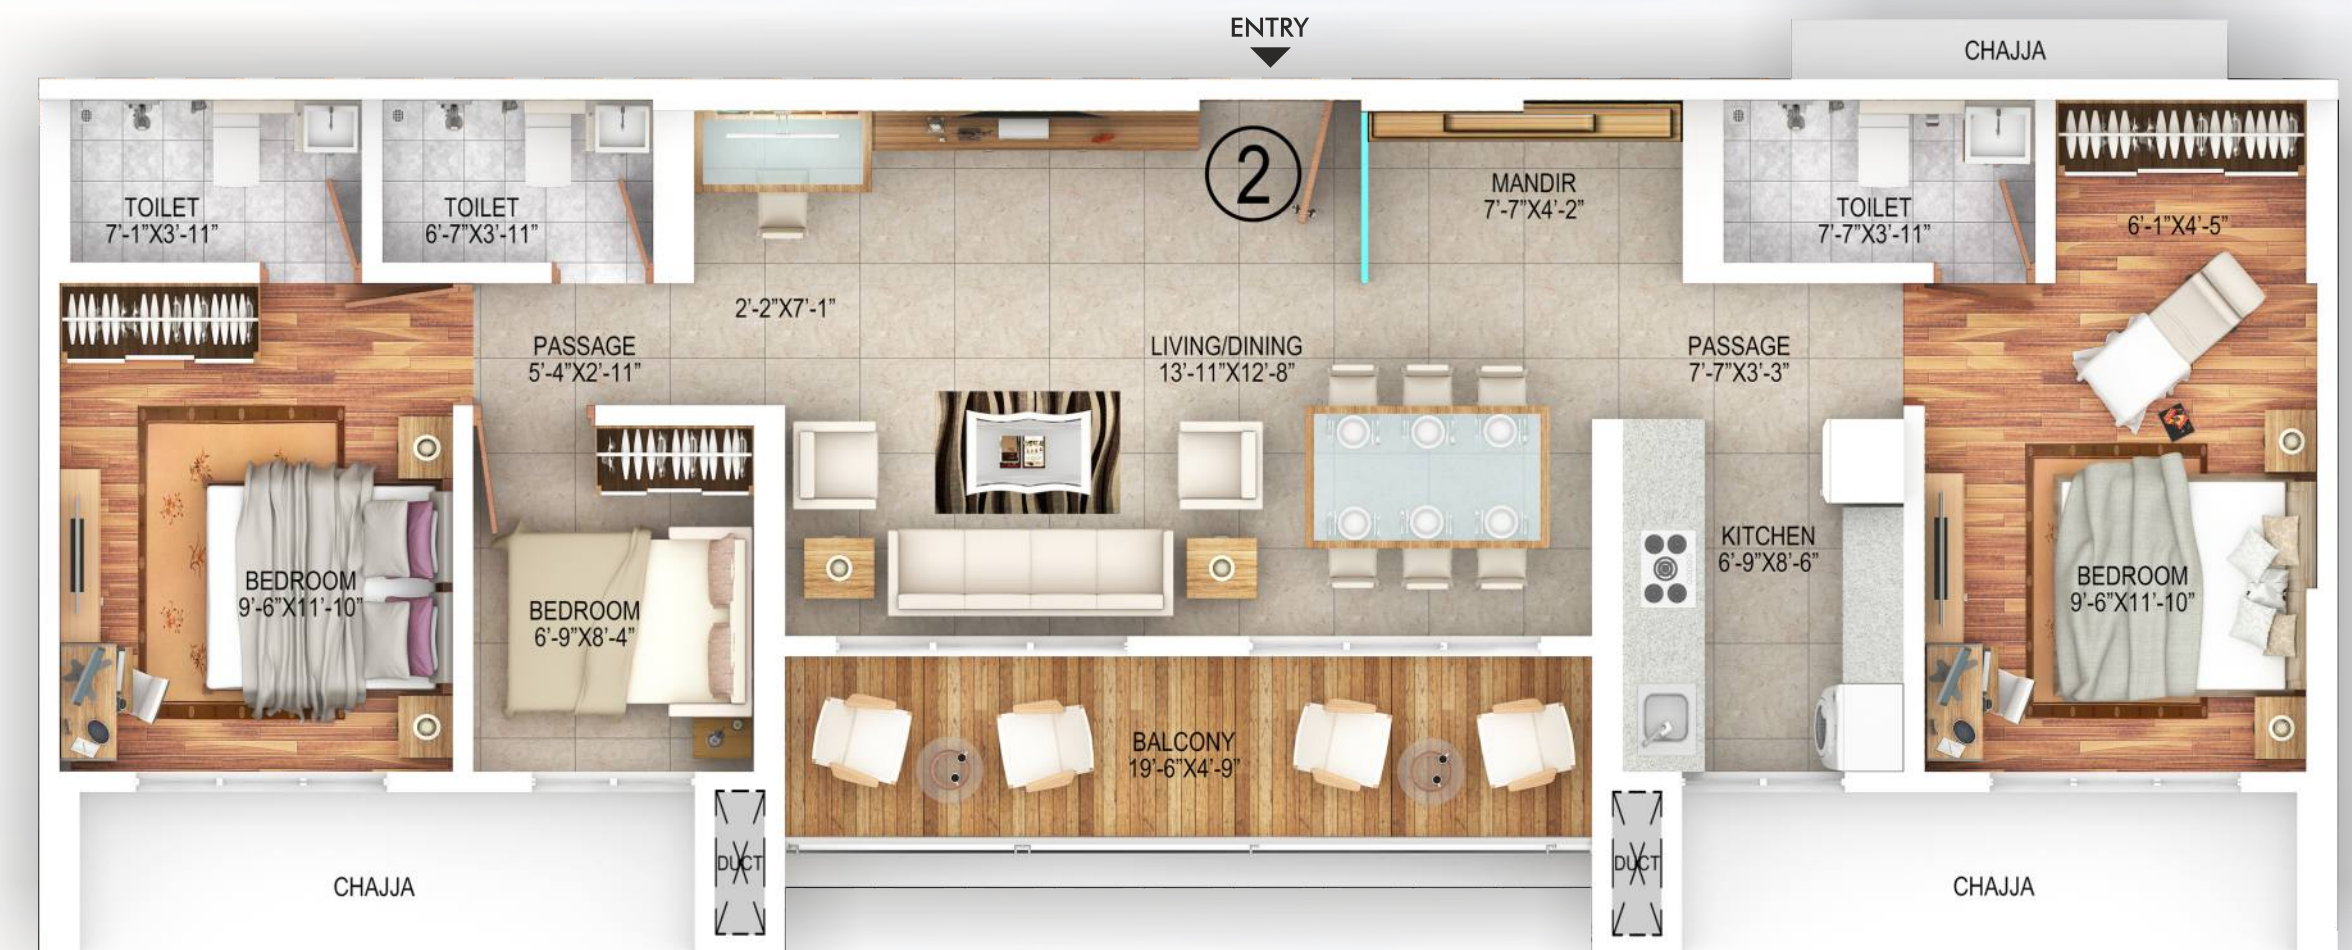 ENTRY
CHAJJA
2
TOILET
7'-1"X3'-11"
TOILET
6'-7"X3'-11"
MANDIR
7'-7"X4'-2"
TOILET
7'-7"X3'-11"
6'-1"X4'-5"
2'-2"X7'-1"
PASSAGE
5'-4"X2'-11"
LIVING/DINING
13'-11"X12'-8"
PASSAGE
7'-7"X3'-3"
KITCHEN
6'-9"X8'-6"
BEDROOM
9'-6"X11'-10"
BEDROOM
6'-9"X8'-4"
BEDROOM
9'-6"X11'-10"
BALCONY
19'-6"X4'-9"
DUCT
DUCT
CHAJJA
CHAJJA